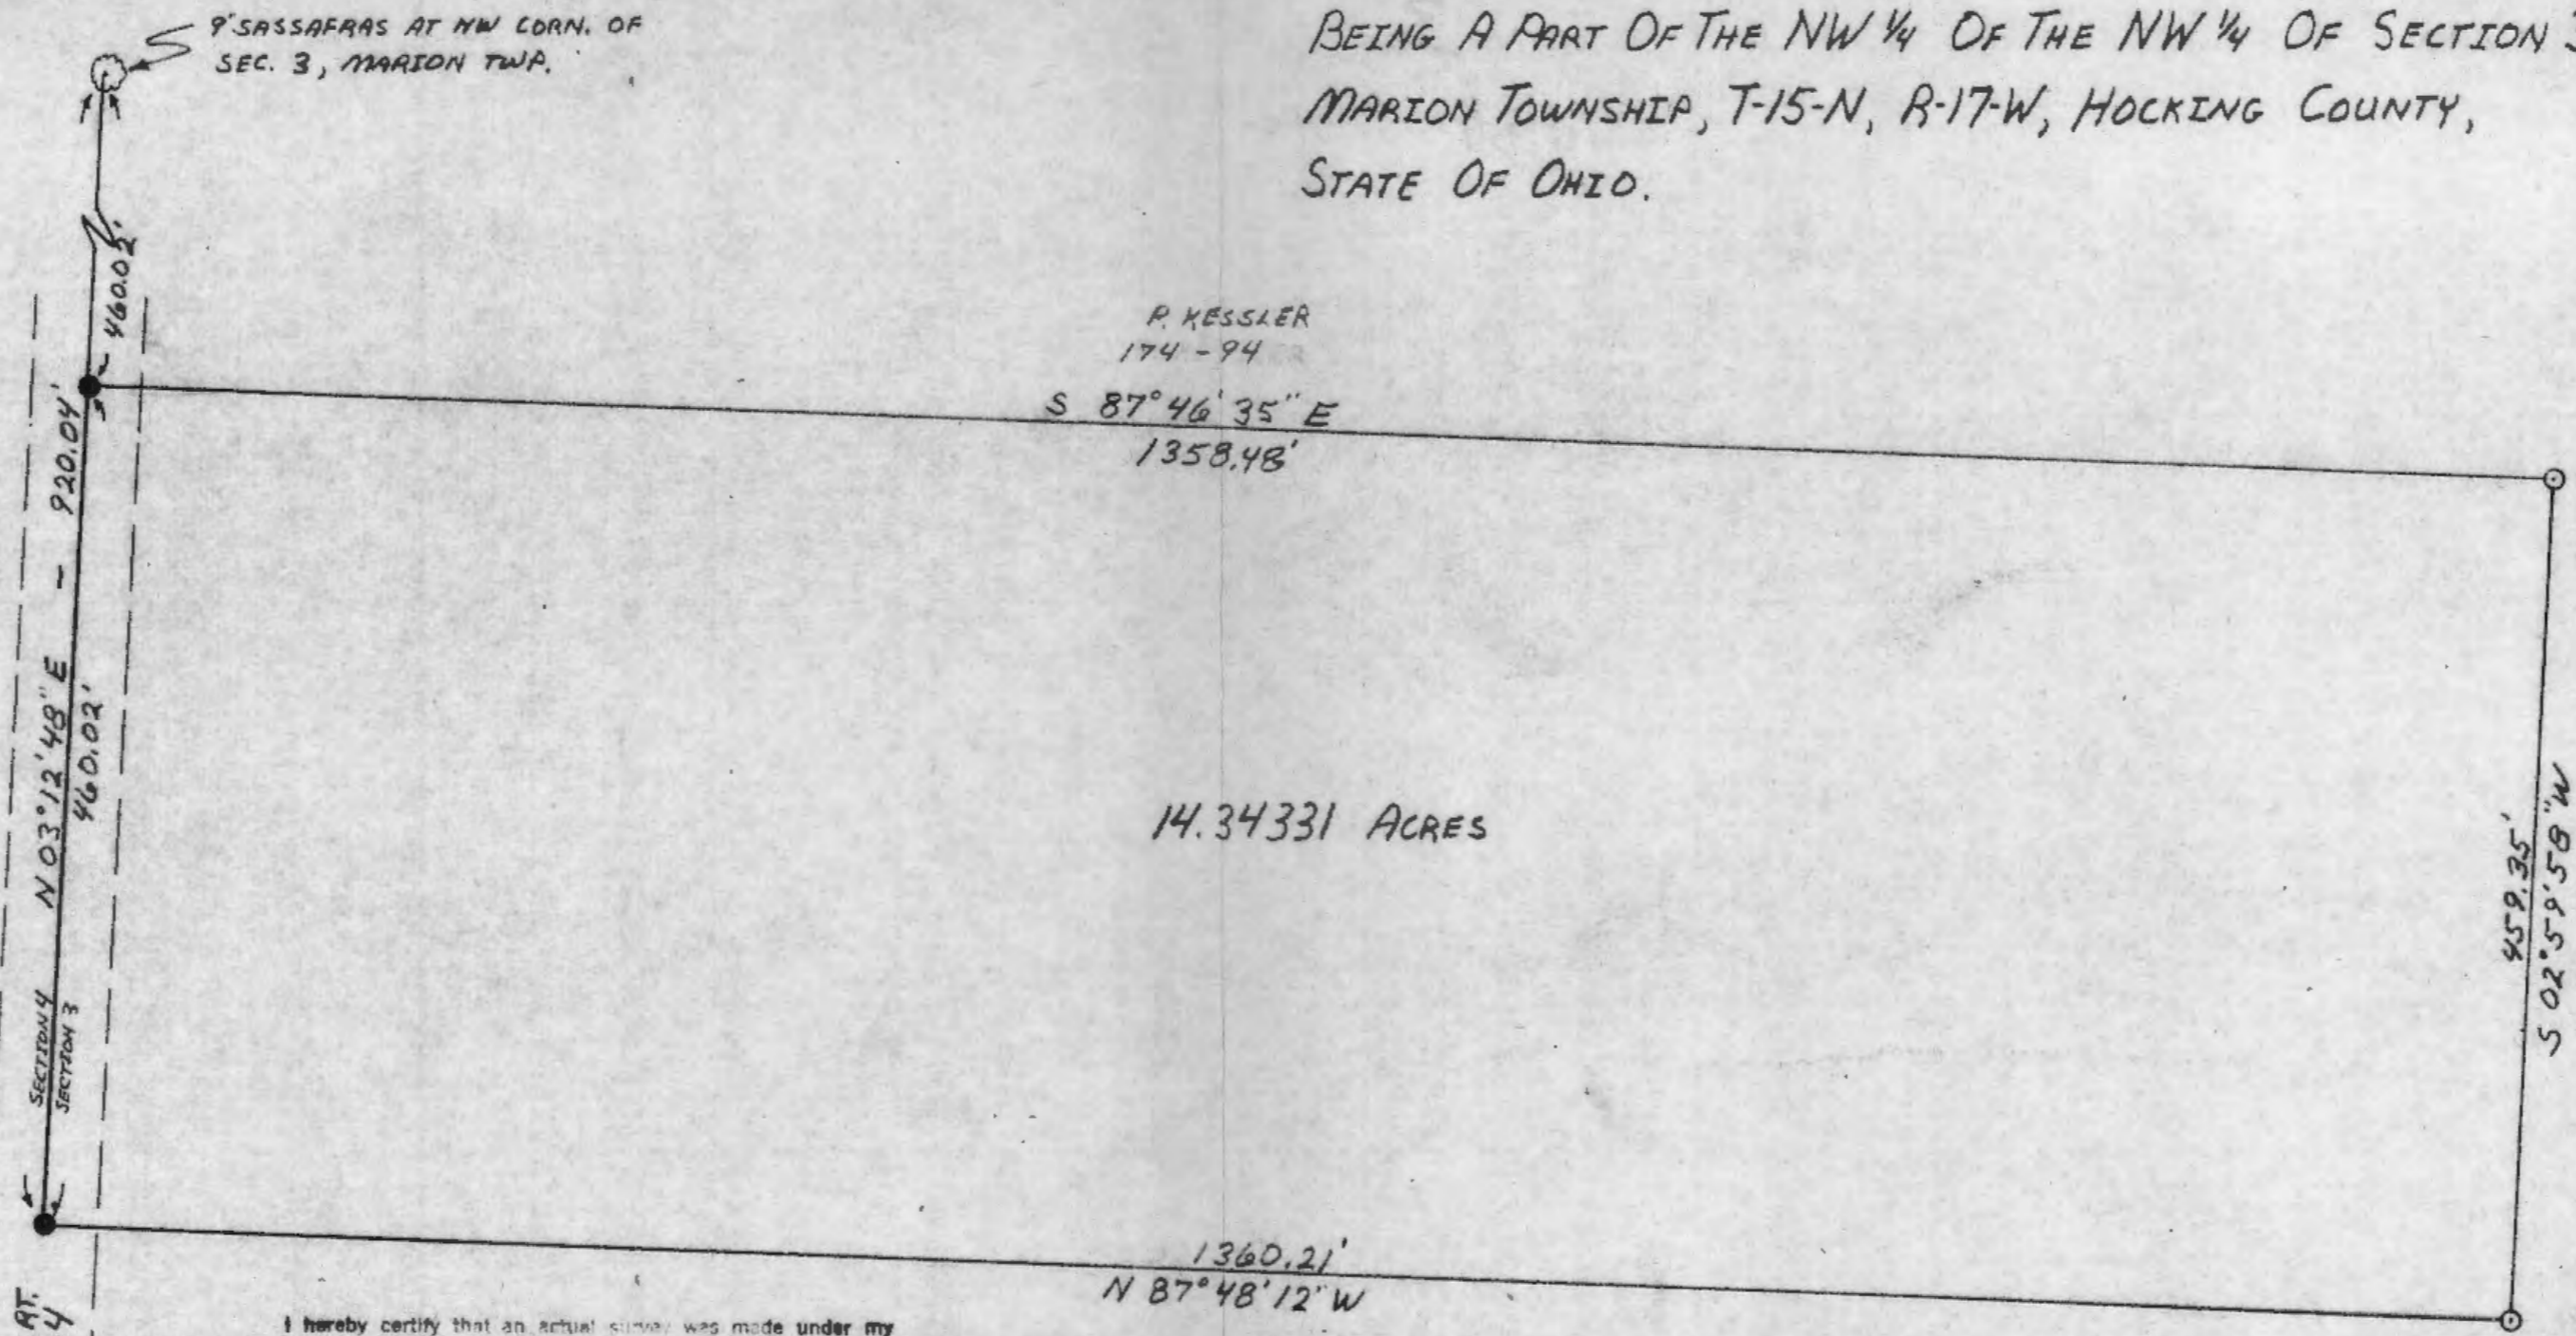 9" SASSAFRAS AT NW CORN. OF
SEC. 3, MARION TWP.
BEING A PART OF THE NW 1/4 OF THE NW 1/4 OF SECTION
MARION TOWNSHIP, T-15-N, R-17-W, HOCKING COUNTY,
STATE OF OHIO.
460.02'
P. KESSLER
174-94
S 87°46'35" E
1358.48'
N 03°12'48" E - 920.04'
460.02'
SECTION 4
SECTION 3
14.34331 ACRES
459.35'
S 02°59'58" W
1360.21'
N 87°48'12" W
RT.
4
I hereby certify that an actual survey was made under my